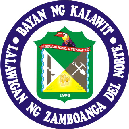 BAYAN NG KALAWIT
LALAWIGAN NG ZAMBOANGA DEL NORTE